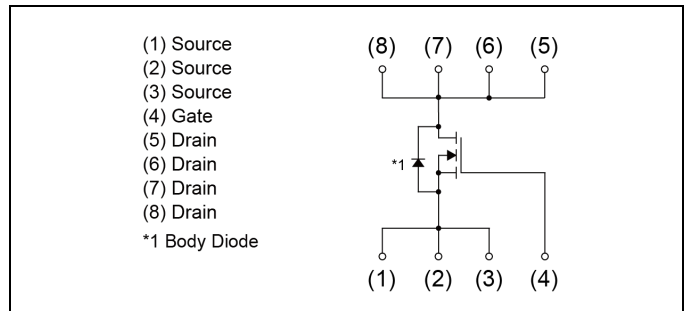 (1) Source
(2) Source
(3) Source
(4) Gate
(5) Drain
(6) Drain
(7) Drain
(8) Drain
*1 Body Diode
(8) (7) (6) (5)
*1
(1) (2) (3) (4)